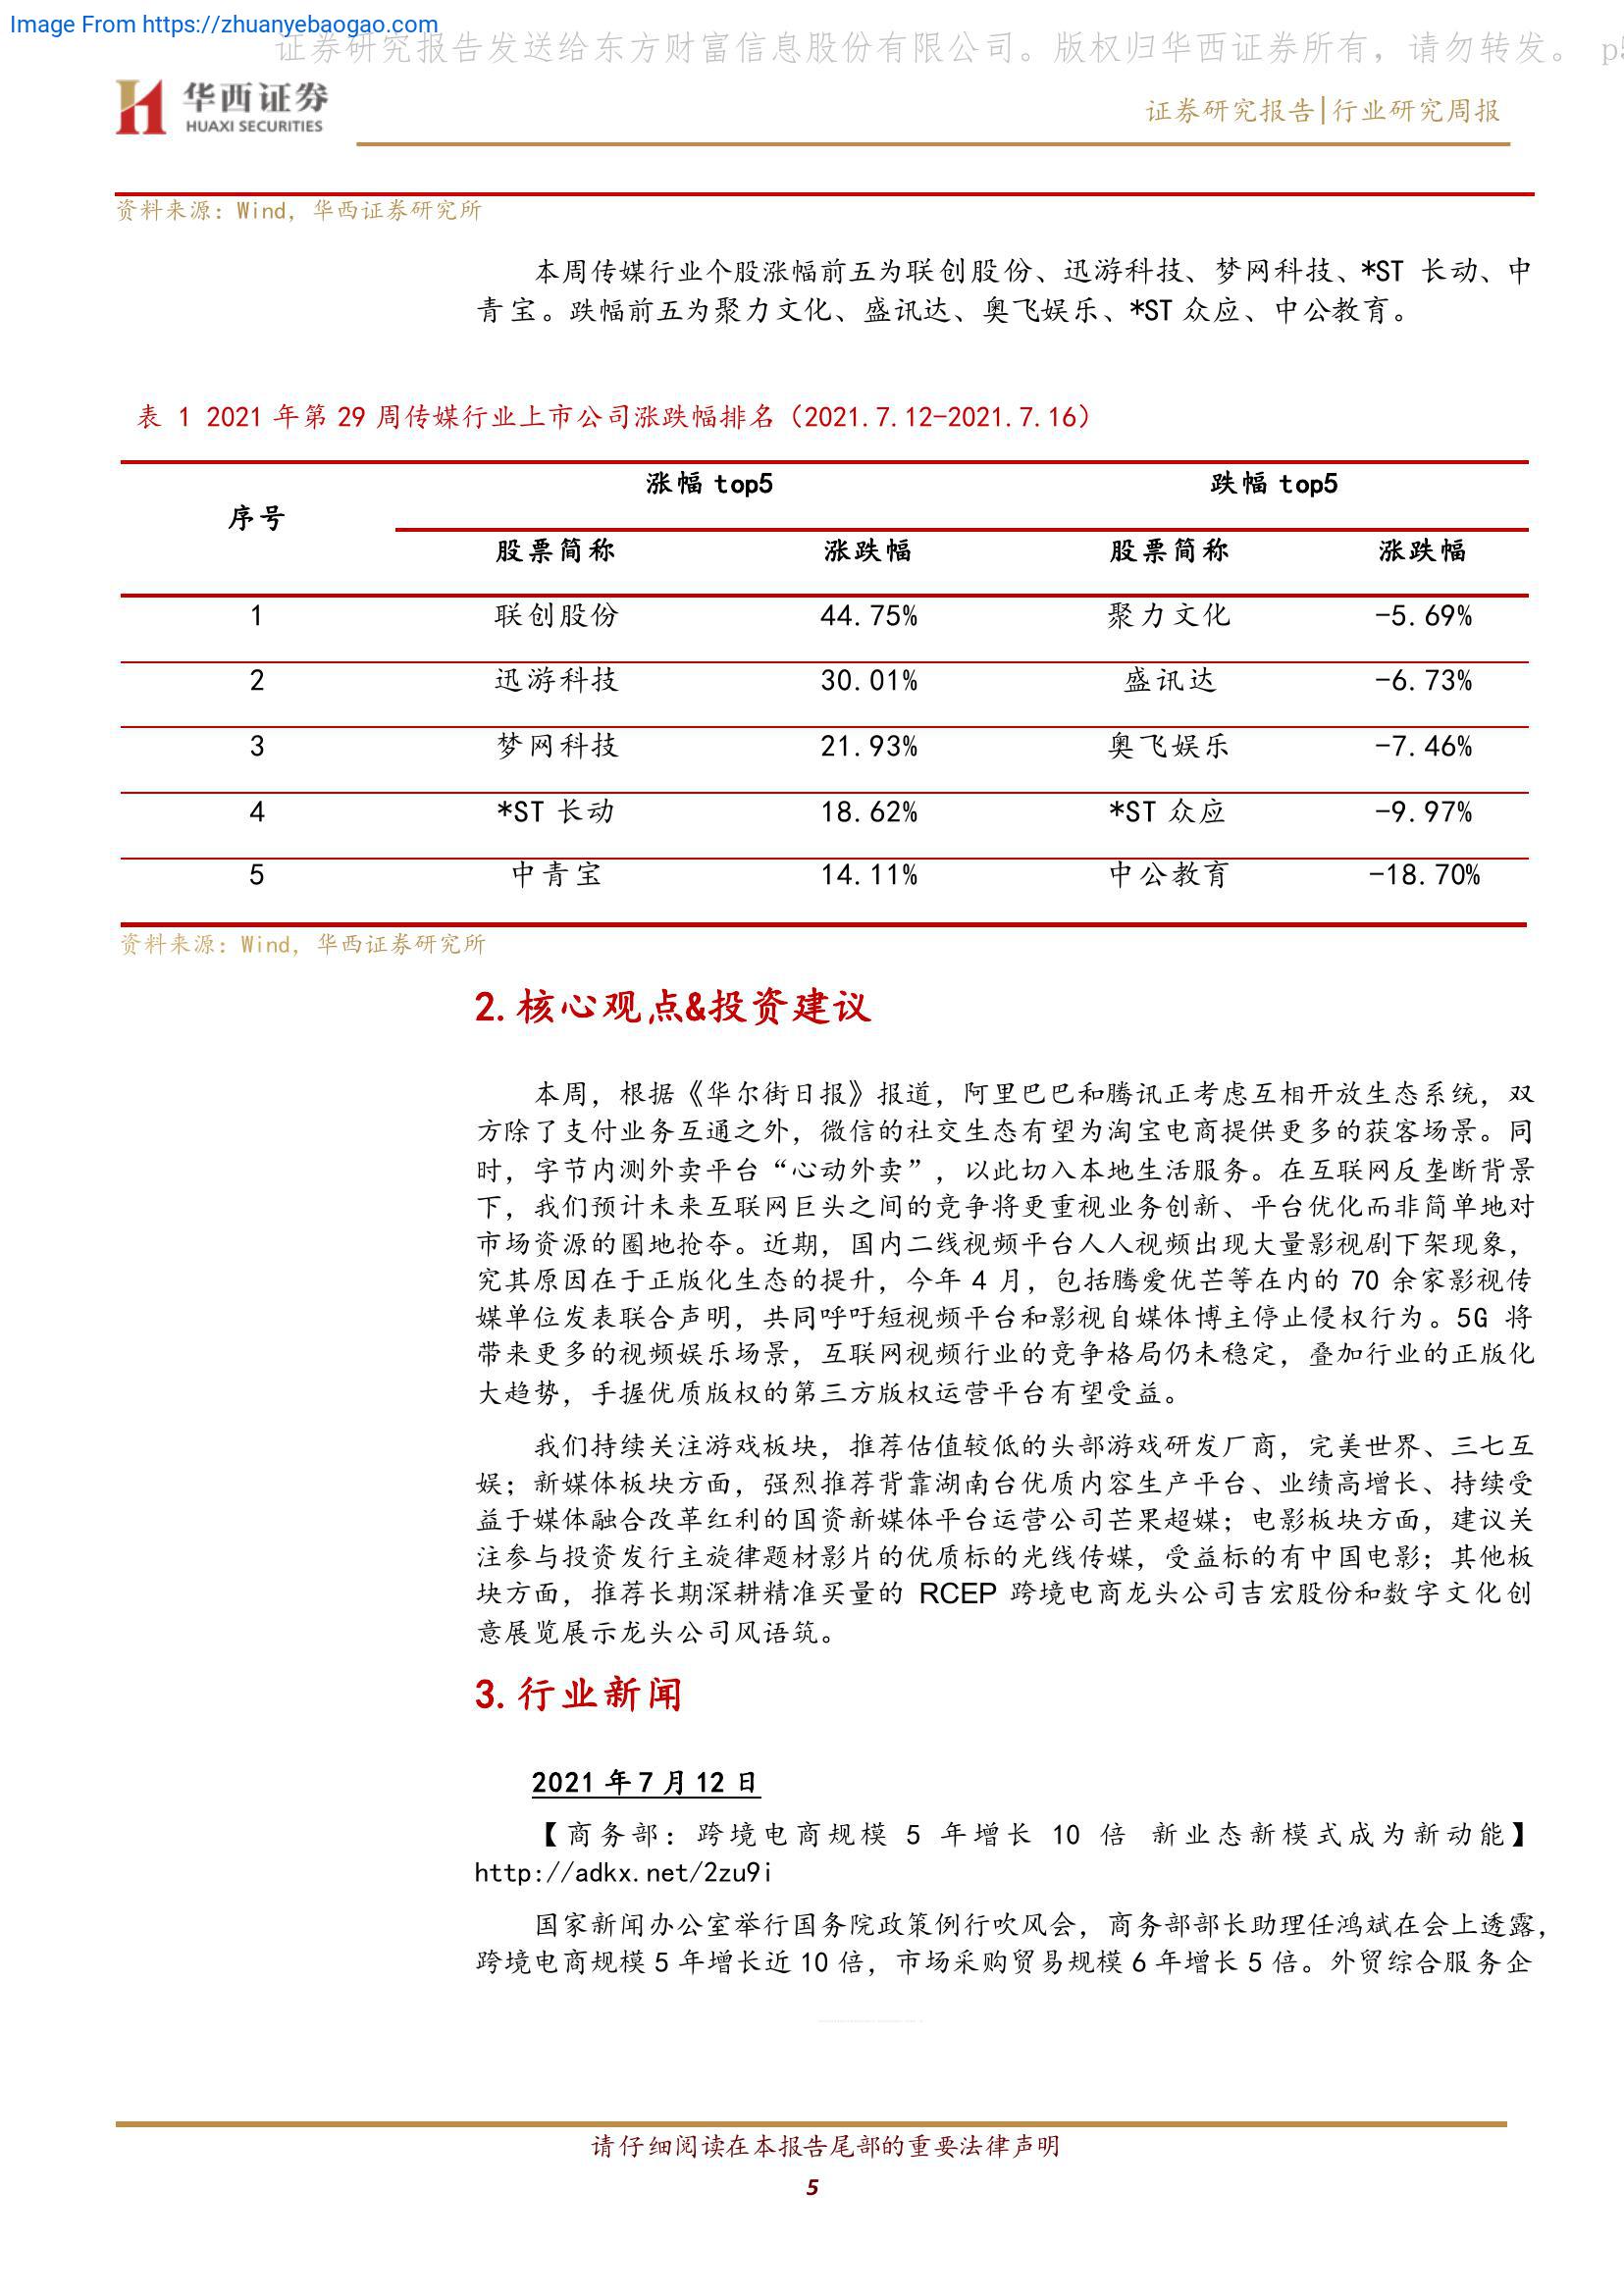 Image From https://zhuanyebaogao.com
证券研究报告发送给东方财富信息股份有限公司。版权归华西证券所有，请勿转发。 p5
华西证券
HUAXI SECURITIES
证券研究报告|行业研究周报
资料来源：Wind，华西证券研究所
本周传媒行业个股涨幅前五为联创股份、迅游科技、梦网科技、*ST 长动、中
青宝。跌幅前五为聚力文化、盛讯达、奥飞娱乐、*ST 众应、中公教育。
表 1 2021 年第 29 周传媒行业上市公司涨跌幅排名（2021.7.12-2021.7.16）
序号 涨幅 top5 跌幅 top5
股票简称 涨跌幅 股票简称 涨跌幅
1 联创股份 44.75% 聚力文化 -5.69%
2 迅游科技 30.01% 盛讯达 -6.73%
3 梦网科技 21.93% 奥飞娱乐 -7.46%
4 *ST 长动 18.62% *ST 众应 -9.97%
5 中青宝 14.11% 中公教育 -18.70%
资料来源：Wind，华西证券研究所
2.核心观点&投资建议
本周，根据《华尔街日报》报道，阿里巴巴和腾讯正考虑互相开放生态系统，双
方除了支付业务互通之外，微信的社交生态有望为淘宝电商提供更多的获客场景。同
时，字节内测外卖平台“心动外卖”，以此切入本地生活服务。在互联网反垄断背景
下，我们预计未来互联网巨头之间的竞争将更重视业务创新、平台优化而非简单地对
市场资源的圈地抢夺。近期，国内二线视频平台人人视频出现大量影视剧下架现象，
究其原因在于正版化生态的提升，今年 4 月，包括腾爱优芒等在内的 70 余家影视传
媒单位发表联合声明，共同呼吁短视频平台和影视自媒体博主停止侵权行为。5G 将
带来更多的视频娱乐场景，互联网视频行业的竞争格局仍未稳定，叠加行业的正版化
大趋势，手握优质版权的第三方版权运营平台有望受益。
我们持续关注游戏板块，推荐估值较低的头部游戏研发厂商，完美世界、三七互
娱；新媒体板块方面，强烈推荐背靠湖南台优质内容生产平台、业绩高增长、持续受
益于媒体融合改革红利的国资新媒体平台运营公司芒果超媒；电影板块方面，建议关
注参与投资发行主旋律题材影片的优质标的光线传媒，受益标的有中国电影；其他板
块方面，推荐长期深耕精准买量的 RCEP 跨境电商龙头公司吉宏股份和数字文化创
意展览展示龙头公司风语筑。
3.行业新闻
2021 年 7 月 12 日
【商务部：跨境电商规模 5 年增长 10 倍 新业态新模式成为新动能】
http://adkx.net/2zu9i
国家新闻办公室举行国务院政策例行吹风会，商务部部长助理任鸿斌在会上透露，
跨境电商规模 5 年增长近 10 倍，市场采购贸易规模 6 年增长 5 倍。外贸综合服务企
请仔细阅读在本报告尾部的重要法律声明
5